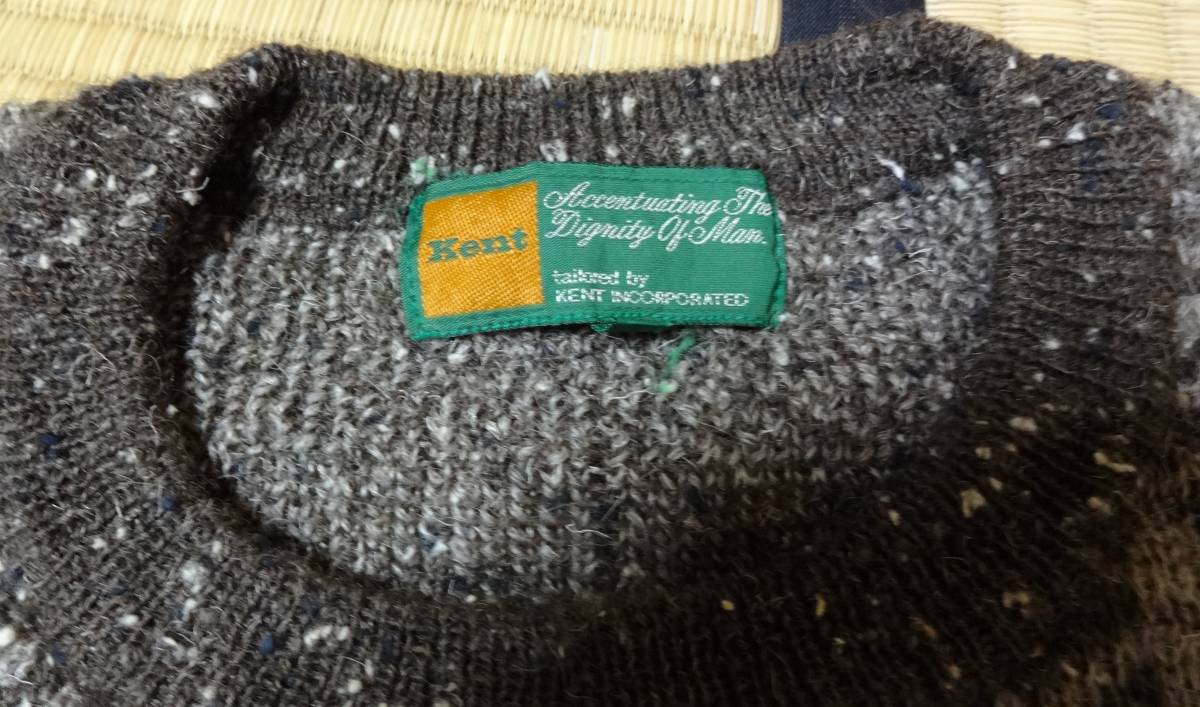 Kent
Accentuating The
Dignity Of Man.
tailored by
KENT INCORPORATED